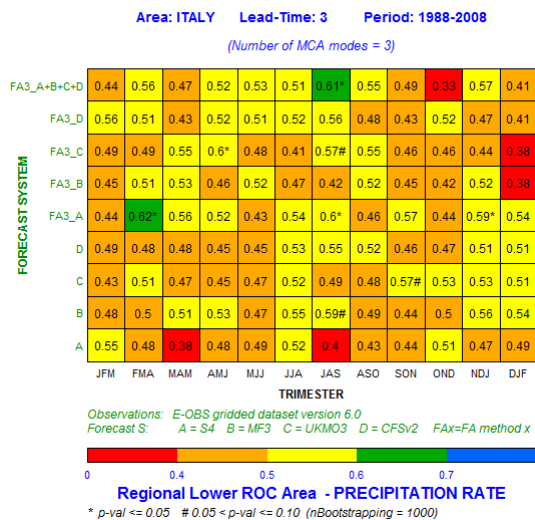 Area: ITALY Lead-Time: 3 Period: 1988-2008
(Number of MCA modes = 3)
FORECAST SYSTEM
FA3_A+B+C+D 0.44 0.56 0.47 0.52 0.53 0.51 0.61* 0.55 0.49 0.33 0.57 0.41
FA3_D 0.56 0.51 0.43 0.52 0.51 0.52 0.56 0.48 0.43 0.52 0.47 0.41
FA3_C 0.49 0.49 0.55 0.6* 0.48 0.41 0.57# 0.55 0.46 0.46 0.44 0.38
FA3_B 0.45 0.51 0.53 0.46 0.52 0.47 0.42 0.52 0.45 0.42 0.52 0.38
FA3_A 0.44 0.62* 0.56 0.52 0.43 0.54 0.6* 0.46 0.57 0.44 0.59* 0.54
D 0.49 0.48 0.48 0.45 0.45 0.53 0.55 0.52 0.46 0.47 0.51 0.51
C 0.43 0.51 0.47 0.45 0.47 0.52 0.49 0.48 0.57# 0.53 0.53 0.51
B 0.48 0.5 0.51 0.53 0.47 0.55 0.59# 0.49 0.44 0.5 0.56 0.54
A 0.55 0.48 0.38 0.48 0.49 0.52 0.4 0.43 0.44 0.51 0.47 0.49
JFM FMA MAM AMJ MJJ JJA JAS ASO SON OND NDJ DJF
TRIMESTER
Observations: E-OBS gridded dataset version 6.0
Forecast S: A = S4 B = MF3 C = UKMO3 D = CFSv2 FAx=FA method x
0 0.4 0.5 0.6 0.7
Regional Lower ROC Area - PRECIPITATION RATE
* p-val <= 0.05 # 0.05 < p-val <= 0.10 (nBootstrapping = 1000)